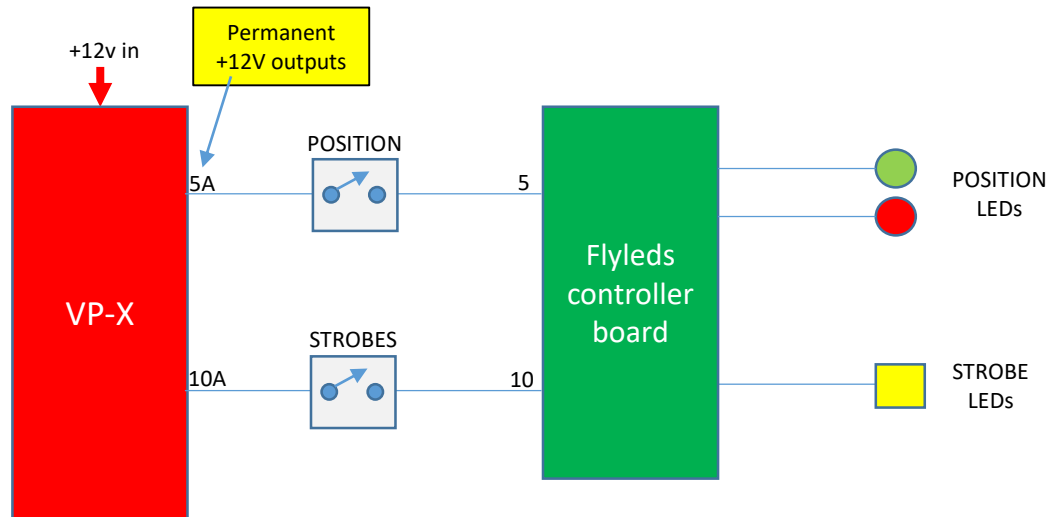 Permanent
+12V outputs
+12v in
POSITION
5A
5
POSITION
LEDs
VP-X
Flyleds
controller
board
STROBES
10A
10
STROBE
LEDs